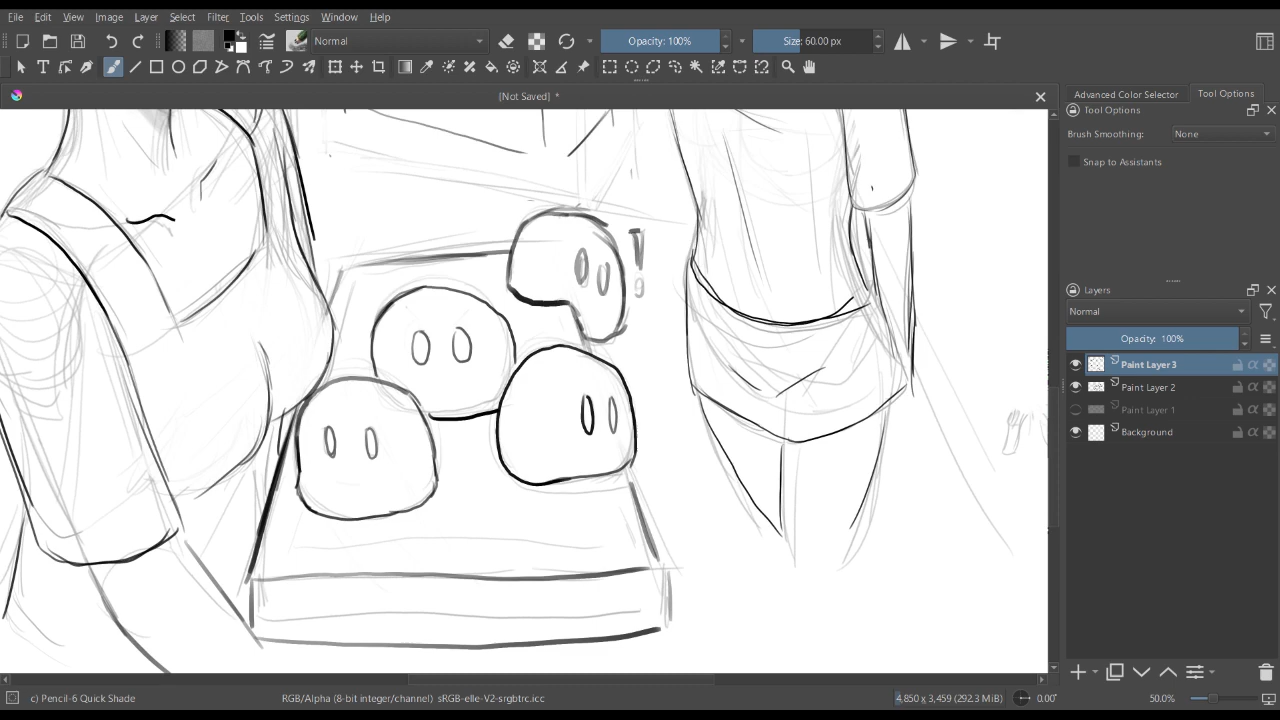 File Edit View Image Layer Select Filter Tools Settings Window Help
Normal Opacity: 100% Size: 60.00 px
[Not Saved] *
Advanced Color Selector Tool Options
Tool Options
Brush Smoothing: None
Snap to Assistants
!
Layers
Normal
Opacity: 100%
Paint Layer 3
Paint Layer 2
Paint Layer 1
Background
c) Pencil-6 Quick Shade RGB/Alpha (8-bit integer/channel) sRGB-elle-V2-srgbtrc.icc 4,850 x 3,459 (292.3 MiB) 0.00° 50.0%